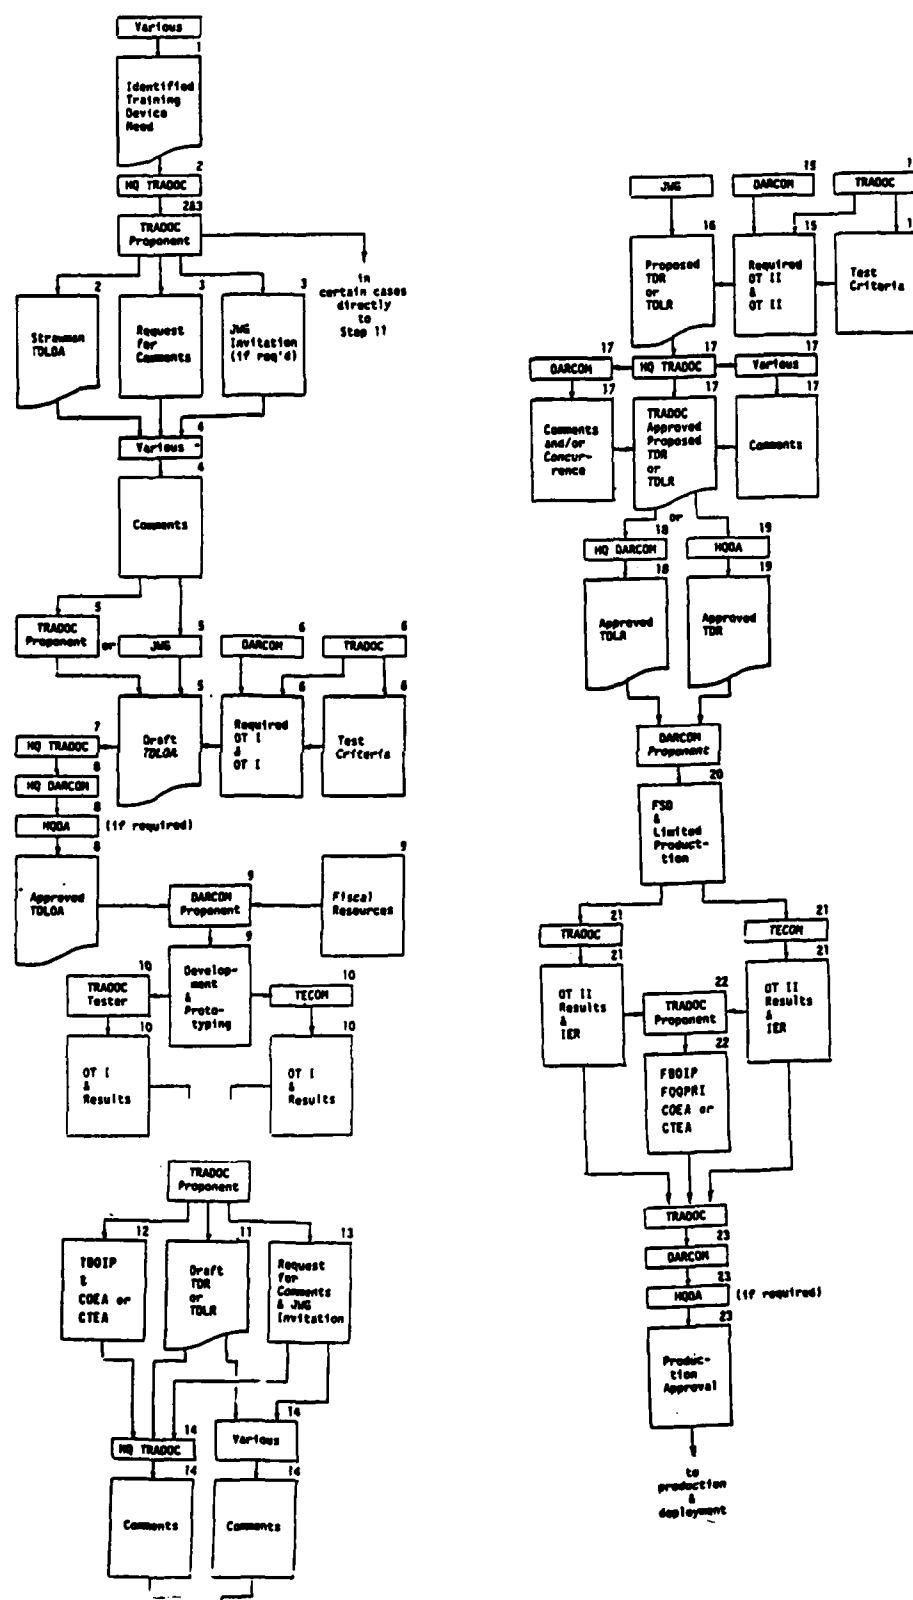 Various
1
Identified
Training
Device
Need
2
HQ TRADOC
2&3
TRADOC
Proponent
in
certain cases
directly
to
Step 11
2
Strawman
TDLOA
3
Request
for
Comments
3
JWG
Invitation
(if req'd)
4
Various
4
Comments
5
TRADOC
Proponent
or
5
JWG
6
DARCOM
6
TRADOC
5
Draft
TDLOA
6
Required
OT I
&
OT I
6
Test
Criteria
7
HQ TRADOC
8
HQ DARCOM
8
HQDA
(if required)
8
Approved
TDLOA
9
DARCOM
Proponent
9
Fiscal
Resources
9
Develop-
ment
&
Proto-
typing
10
TRADOC
Tester
10
TECOM
10
OT I
&
Results
10
OT I
&
Results
TRADOC
Proponent
12
TBOIP
&
COEA or
CTEA
11
Draft
TDR
or
TDLR
13
Request
for
Comments
& JWG
Invitation
14
HQ TRADOC
14
Various
14
Comments
14
Comments
JWG
15
DARCOM
TRADOC
16
Proposed
TDR
or
TDLR
15
Required
OT II
&
OT II
Test
Criteria
17
DARCOM
17
HQ TRADOC
17
Various
17
Comments
and/or
Concur-
rence
17
TRADOC
Approved
Proposed
TDR
or
TDLR
17
Comments
or
18
HQ DARCOM
19
HQDA
18
Approved
TDLR
19
Approved
TDR
DARCOM
Proponent
20
FSD
&
Limited
Product-
tion
21
TRADOC
21
TECOM
21
OT II
Results
&
IER
22
TRADOC
Proponent
21
OT II
Results
&
IER
22
FBOIP
FQQPRI
COEA or
CTEA
TRADOC
23
DARCOM
23
HQDA
(if required)
23
Produc-
tion
Approval
to
production
&
deployment